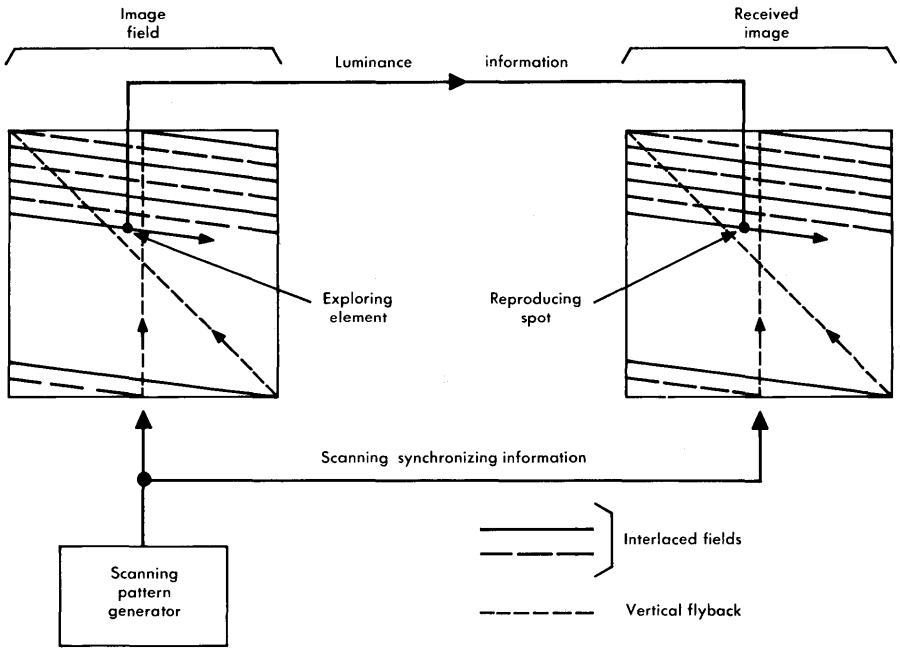 Image
field
Received
image
Luminance information
Exploring
element
Reproducing
spot
Scanning synchronizing information
Scanning
pattern
generator
Interlaced fields
Vertical flyback